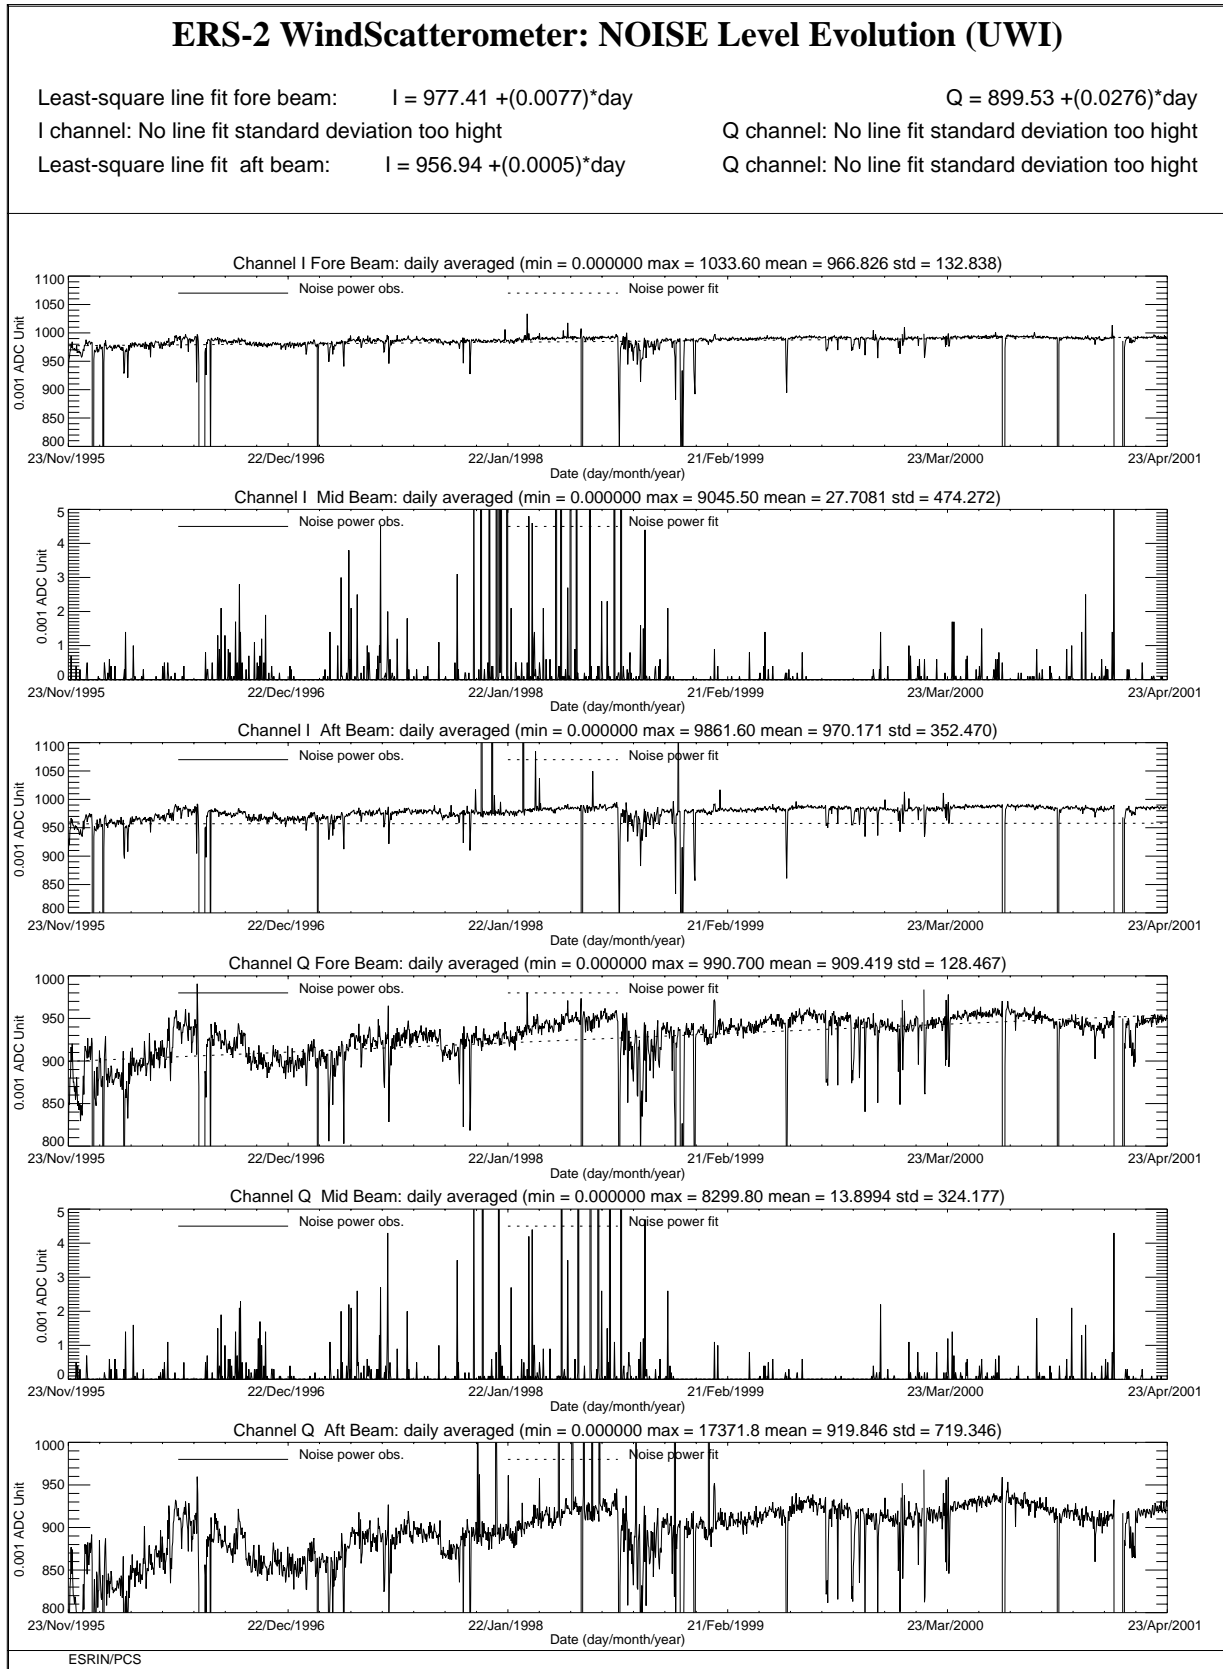 ERS-2 WindScatterometer: NOISE Level Evolution (UWI)
Least-square line fit fore beam: I = 977.41 +(0.0077)*day Q = 899.53 +(0.0276)*day
I channel: No line fit standard deviation too hight Q channel: No line fit standard deviation too hight
Least-square line fit aft beam: I = 956.94 +(0.0005)*day Q channel: No line fit standard deviation too hight
Channel I Fore Beam: daily averaged (min = 0.000000 max = 1033.60 mean = 966.826 std = 132.838)
Noise power obs. Noise power fit
0.001 ADC Unit
1100
1050
1000
950
900
850
800
23/Nov/1995 22/Dec/1996 22/Jan/1998 21/Feb/1999 23/Mar/2000 23/Apr/2001
Date (day/month/year)
Channel I Mid Beam: daily averaged (min = 0.000000 max = 9045.50 mean = 27.7081 std = 474.272)
Noise power obs. Noise power fit
0.001 ADC Unit
5
4
3
2
1
0
23/Nov/1995 22/Dec/1996 22/Jan/1998 21/Feb/1999 23/Mar/2000 23/Apr/2001
Date (day/month/year)
Channel I Aft Beam: daily averaged (min = 0.000000 max = 9861.60 mean = 970.171 std = 352.470)
Noise power obs. Noise power fit
0.001 ADC Unit
1100
1050
1000
950
900
850
800
23/Nov/1995 22/Dec/1996 22/Jan/1998 21/Feb/1999 23/Mar/2000 23/Apr/2001
Date (day/month/year)
Channel Q Fore Beam: daily averaged (min = 0.000000 max = 990.700 mean = 909.419 std = 128.467)
Noise power obs. Noise power fit
0.001 ADC Unit
1000
950
900
850
800
23/Nov/1995 22/Dec/1996 22/Jan/1998 21/Feb/1999 23/Mar/2000 23/Apr/2001
Date (day/month/year)
Channel Q Mid Beam: daily averaged (min = 0.000000 max = 8299.80 mean = 13.8994 std = 324.177)
Noise power obs. Noise power fit
0.001 ADC Unit
5
4
3
2
1
0
23/Nov/1995 22/Dec/1996 22/Jan/1998 21/Feb/1999 23/Mar/2000 23/Apr/2001
Date (day/month/year)
Channel Q Aft Beam: daily averaged (min = 0.000000 max = 17371.8 mean = 919.846 std = 719.346)
Noise power obs. Noise power fit
0.001 ADC Unit
1000
950
900
850
800
23/Nov/1995 22/Dec/1996 22/Jan/1998 21/Feb/1999 23/Mar/2000 23/Apr/2001
Date (day/month/year)
ESRIN/PCS